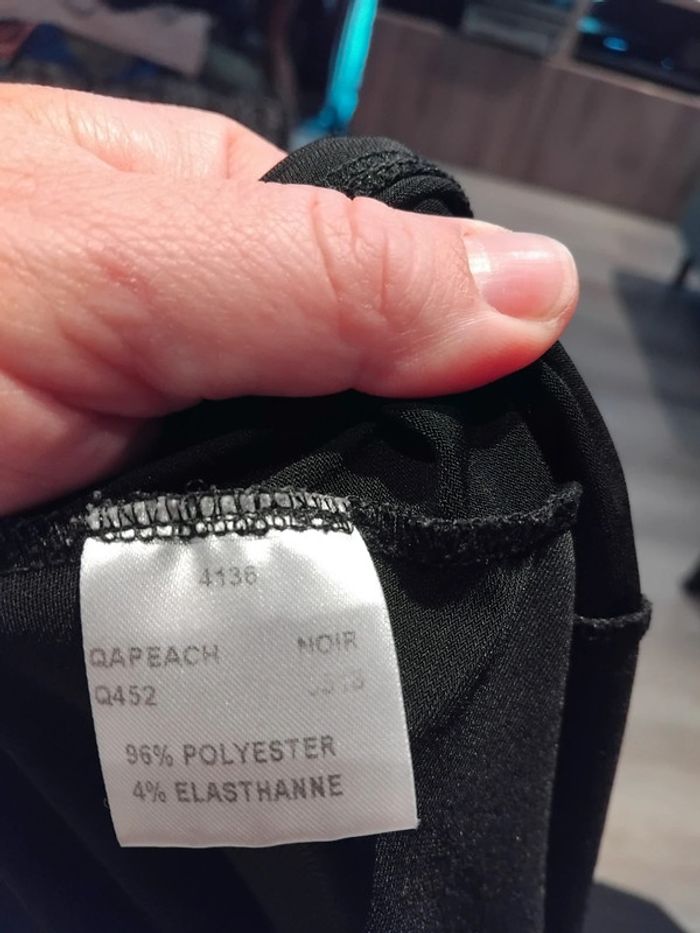 4136
QAPEACH NOIR
Q452
96% POLYESTER
4% ELASTHANNE